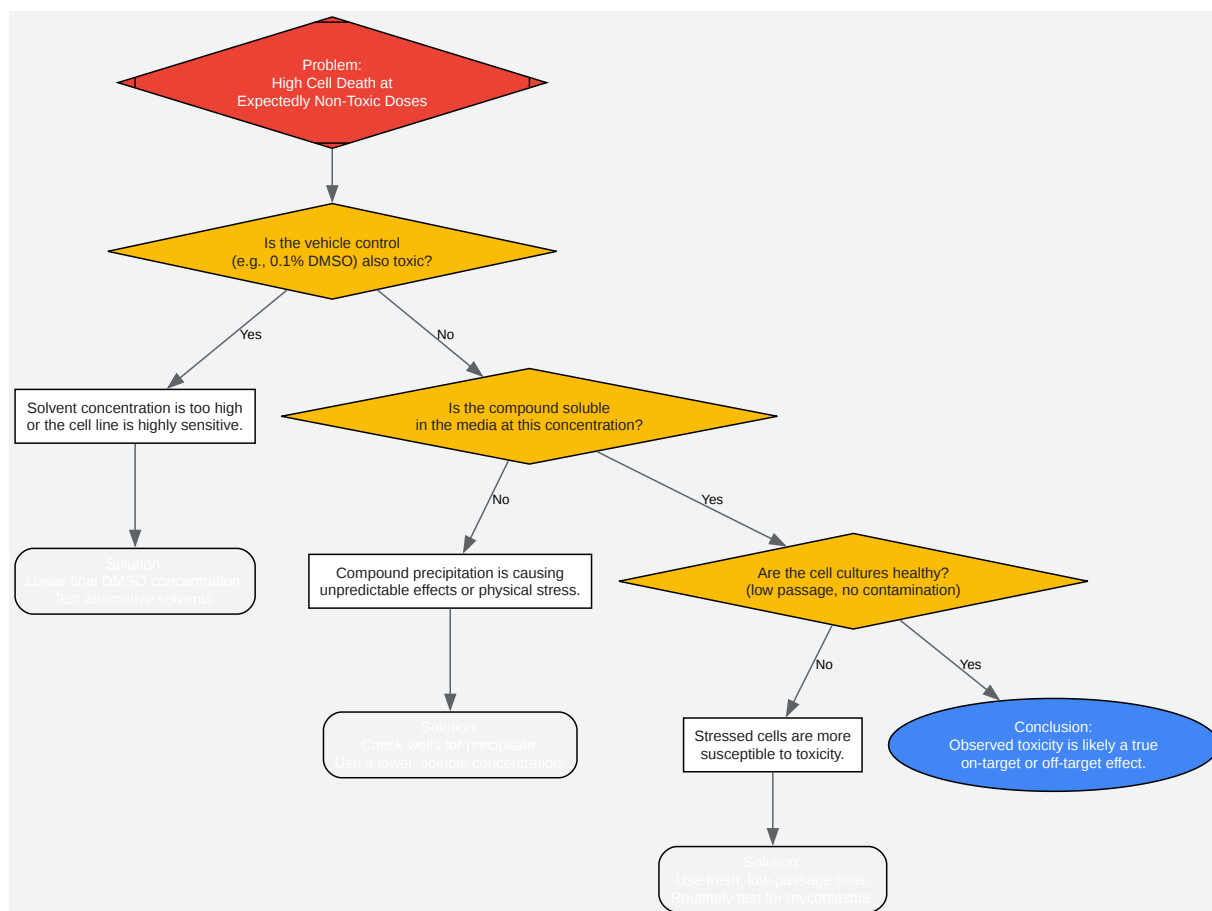 Problem:
High Cell Death at
Expectedly Non-Toxic Doses
Is the vehicle control
(e.g., 0.1% DMSO) also toxic?
Yes
No
Solvent concentration is too high
or the cell line is highly sensitive.
Is the compound soluble
in the media at this concentration?
No
Yes
Solution:
Lower final DMSO concentration.
Test alternative solvents.
Compound precipitation is causing
unpredictable effects or physical stress.
Are the cell cultures healthy?
(low passage, no contamination)
No
Yes
Solution:
Check wells for precipitate.
Use a lower, soluble concentration.
Stressed cells are more
susceptible to toxicity.
Conclusion:
Observed toxicity is likely a true
on-target or off-target effect.
Solution:
Use fresh, low-passage cells.
Routinely test for mycoplasma.